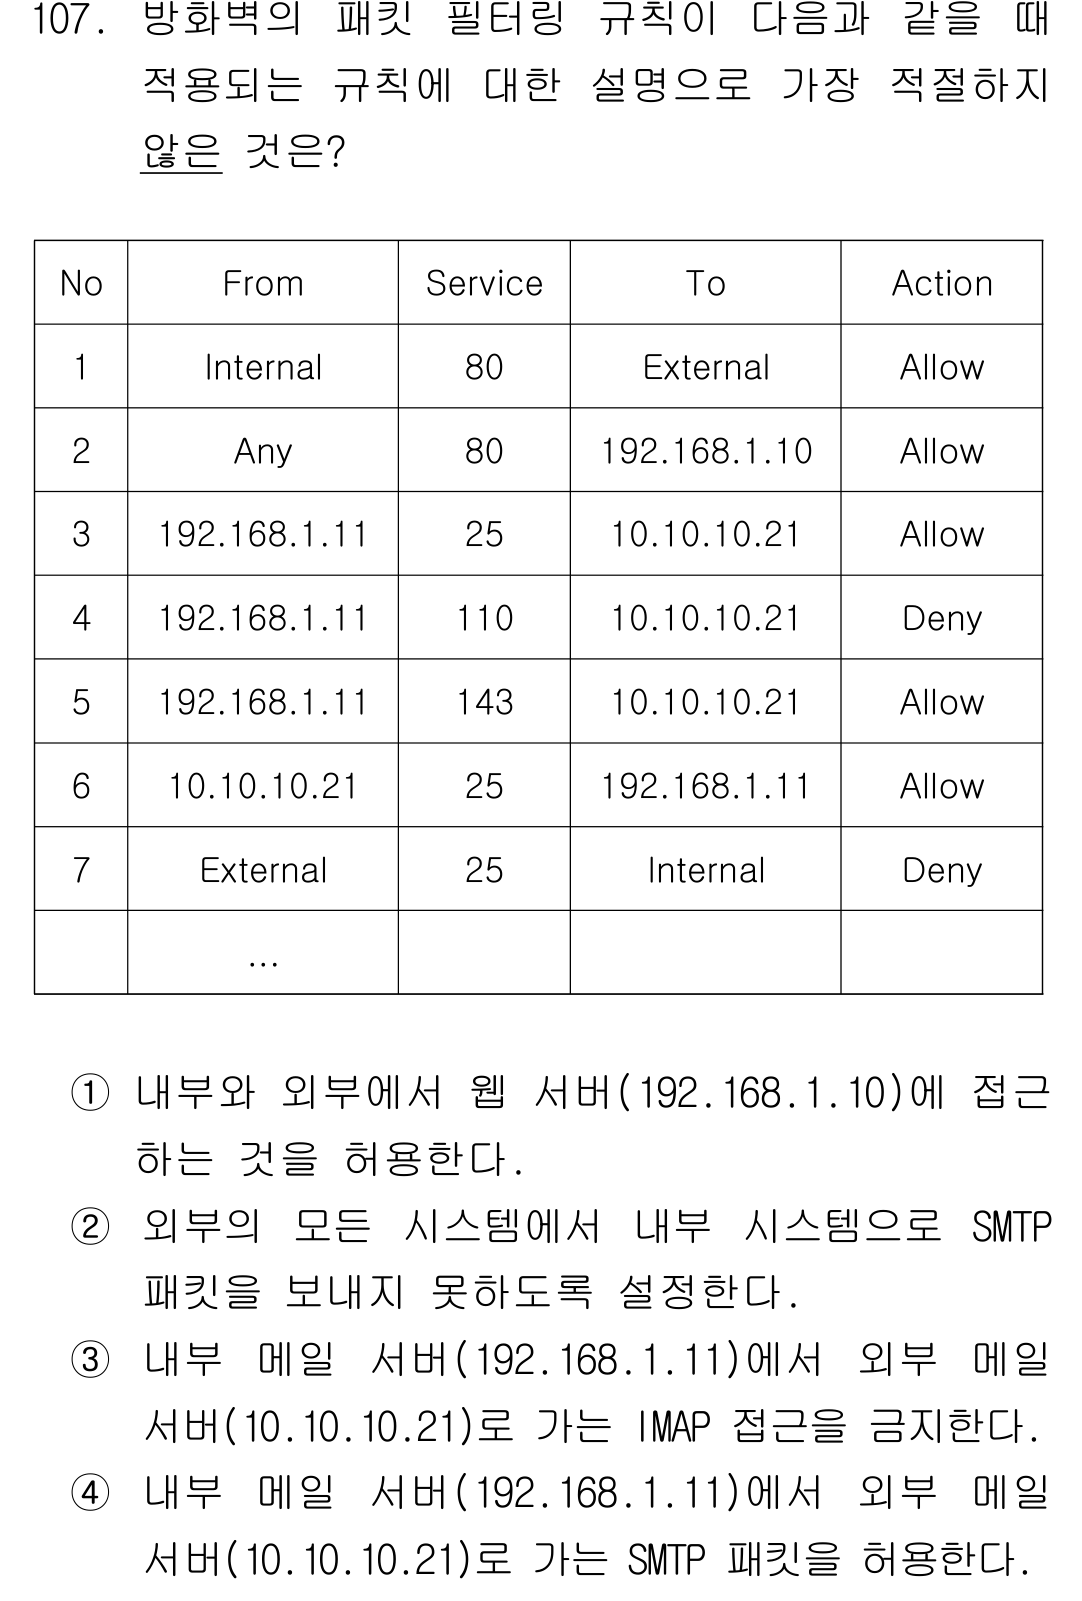 107. 방화벽의 패킷 필터링 규칙이 다음과 같을 때
적용되는 규칙에 대한 설명으로 가장 적절하지
않은 것은?
No From Service To Action
1 Internal 80 External Allow
2 Any 80 192.168.1.10 Allow
3 192.168.1.11 25 10.10.10.21 Allow
4 192.168.1.11 110 10.10.10.21 Deny
5 192.168.1.11 143 10.10.10.21 Allow
6 10.10.10.21 25 192.168.1.11 Allow
7 External 25 Internal Deny
...
① 내부와 외부에서 웹 서버(192.168.1.10)에 접근
하는 것을 허용한다.
② 외부의 모든 시스템에서 내부 시스템으로 SMTP
패킷을 보내지 못하도록 설정한다.
③ 내부 메일 서버(192.168.1.11)에서 외부 메일
서버(10.10.10.21)로 가는 IMAP 접근을 금지한다.
④ 내부 메일 서버(192.168.1.11)에서 외부 메일
서버(10.10.10.21)로 가는 SMTP 패킷을 허용한다.